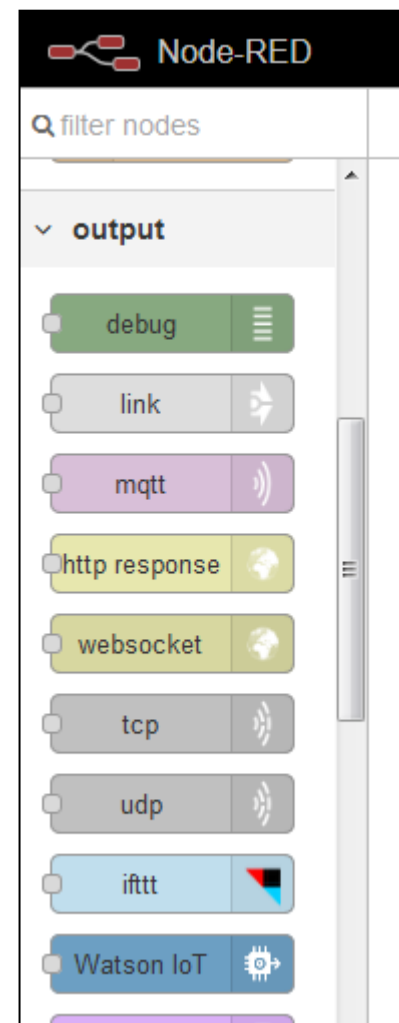 Node-RED
filter nodes
output
debug
link
mqtt
http response
websocket
tcp
udp
ifttt
Watson IoT